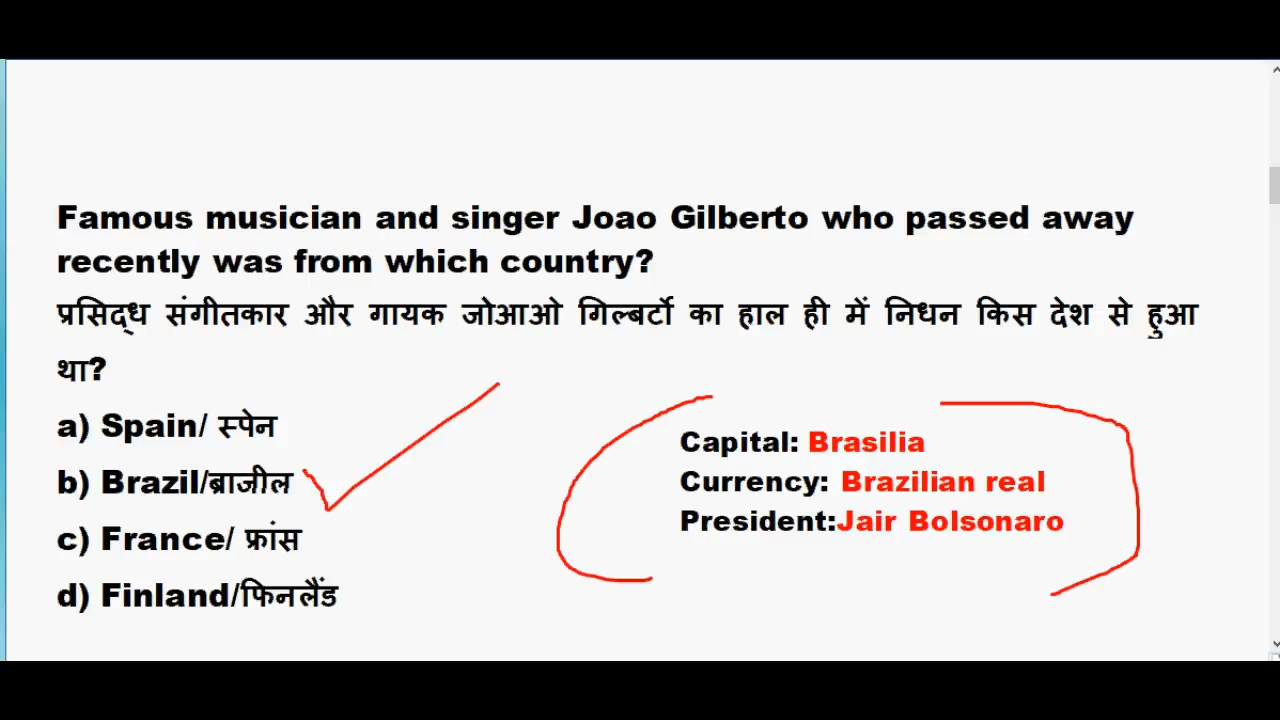 Famous musician and singer Joao Gilberto who passed away
recently was from which country?
प्रसिद्ध संगीतकार और गायक जोआओ गिल्बर्टो का हाल ही में निधन किस देश से हुआ
था?
a) Spain/ स्पेन
b) Brazil/ब्राजील
c) France/ फ्रांस
d) Finland/फिनलैंड
Capital: Brasilia
Currency: Brazilian real
President:Jair Bolsonaro